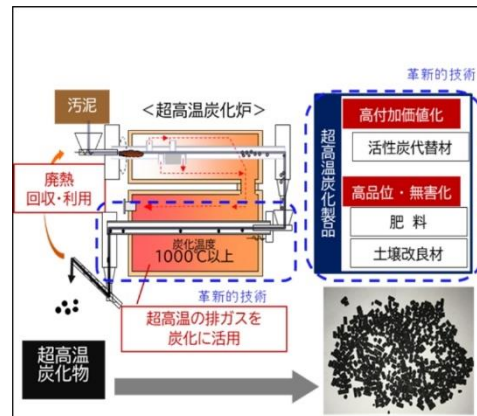 革新的技術
汚泥
＜超高温炭化炉＞
廃熱
回収・利用
炭化温度
1000℃以上
革新的技術
超高温の排ガスを
炭化に活用
超高温
炭化物
超高温炭化製品
高付加価値化
活性炭代替材
高品位・無害化
肥料
土壌改良材